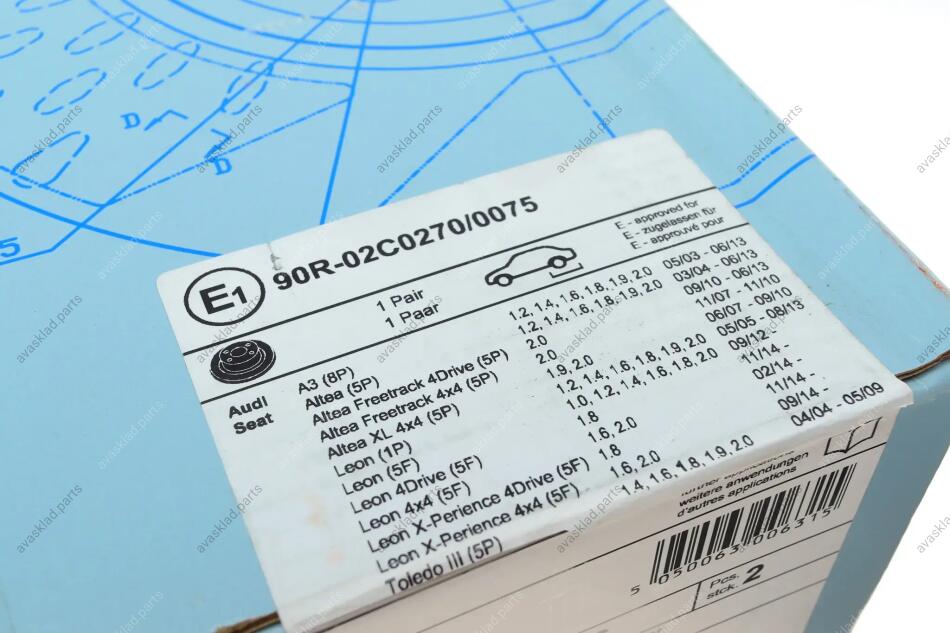 D
D
5
E1 90R-02C0270/0075
E - approved for
E - zugelassen für
E - approuvé pour
1 Pair
1 Paar
Audi A3 (8P) 1.2, 1.4, 1.6, 1.8, 1.9, 2.0 05/03 - 06/13
Seat Altea (5P) 1.2, 1.4, 1.6, 1.8, 1.9, 2.0 03/04 - 06/13
Altea Freetrack 4Drive (5P) 2.0 09/10 - 06/13
Altea Freetrack 4x4 (5P) 2.0 11/07 - 11/10
Altea XL 4x4 (5P) 1.9, 2.0 06/07 - 09/10
Leon (1P) 1.2, 1.4, 1.6, 1.8, 1.9, 2.0 05/05 - 08/13
Leon (5F) 1.0, 1.2, 1.4, 1.6, 1.8, 2.0 09/12 -
Leon 4Drive (5F) 1.8 11/14 -
Leon 4x4 (5F) 1.6, 2.0 02/14 -
Leon X-Perience 4Drive (5F) 1.8 11/14 -
Leon X-Perience 4x4 (5F) 1.6, 2.0 09/14 -
Toledo III (5P) 1.4, 1.6, 1.8, 1.9, 2.0 04/04 - 05/09
further applications
weitere anwendungen
d'autres applications
5 050063 006315
Pcs.
stck. 2
avasklad.parts